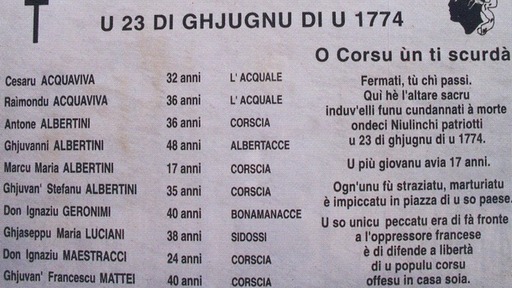 U 23 DI GHJUGNU DI U 1774
O Corsu ùn ti scurdà
Cesaru ACQUAVIVA 32 anni L' ACQUALE
Raìmondu ACQUAVIVA 36 anni L' ACQUALE
Antone ALBERTINI 36 anni CORSCIA
Ghjuvanni ALBERTINI 48 anni ALBERTACCE
Marcu Maria ALBERTINI 17 anni CORSCIA
Ghjuvan' Stefanu ALBERTINI 35 anni CORSCIA
Don Ignaziu GERONIMI 40 anni BONAMANACCE
Ghjaseppu Maria LUCIANI 38 anni SIDOSSI
Don Ignaziu MAESTRACCI 24 anni CORSCIA
Ghjuvan' Francescu MATTEI 40 anni CORSCIA
Fermati, tù chì passi.
Quì hè l'altare sacru
induv'elli funu cundannati à morte
ondeci Niulinchi patriotti
u 23 di ghjugnu di u 1774.
U più giovanu avia 17 anni.
Ogn'unu fù straziatu, marturiatu
è impiccatu in piazza di u so paese.
U so unicu peccatu era di fà fronte
a l'oppressore francese
è di difende a libertà
di u populu corsu
offesu in casa soia.